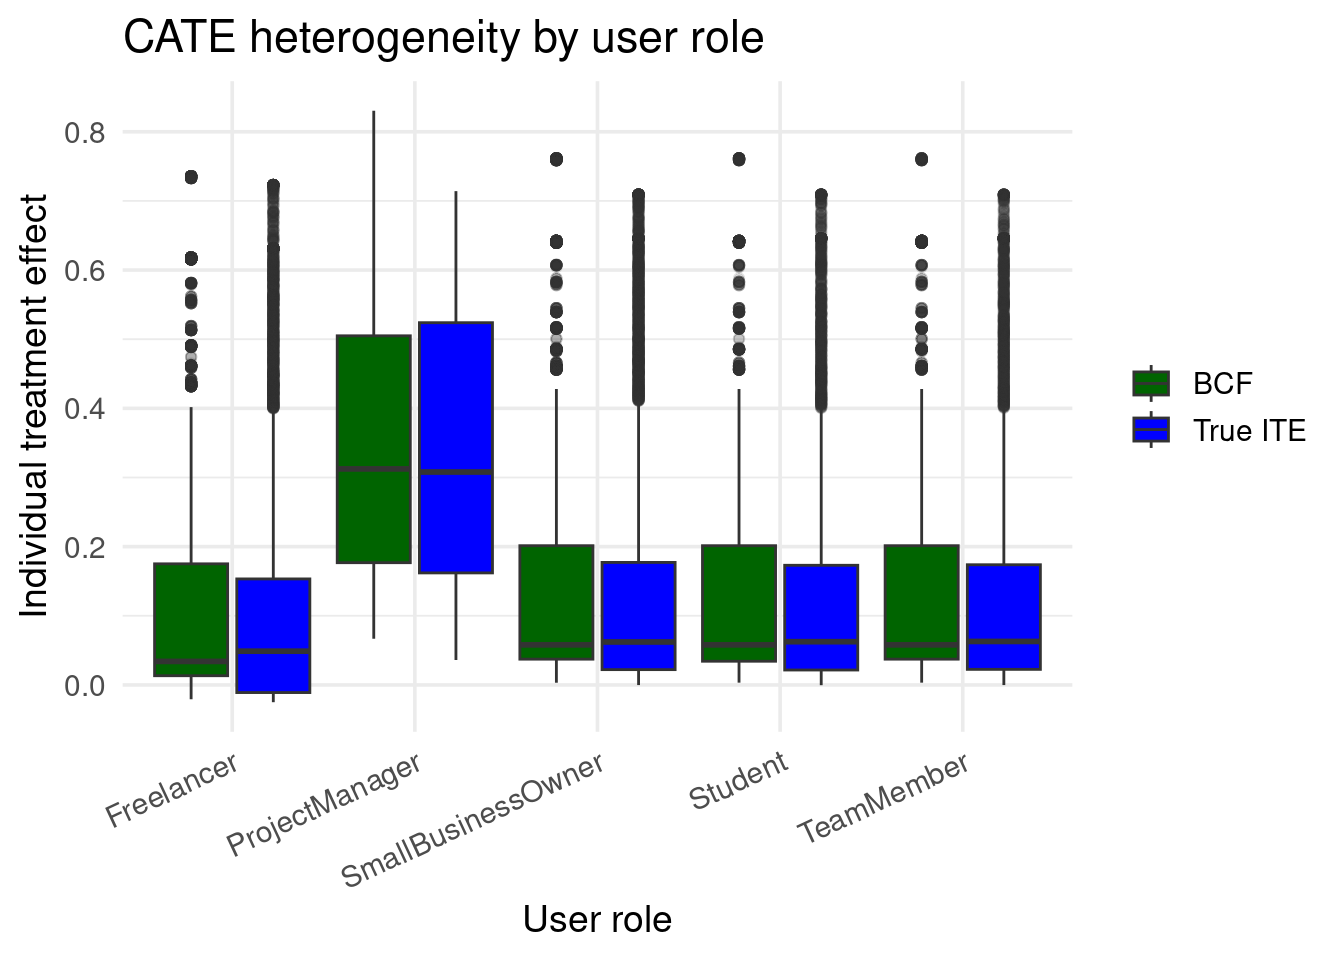 CATE heterogeneity by user role
Individual treatment effect
0.8
0.6
0.4
0.2
0.0
Freelancer
ProjectManager
SmallBusinessOwner
Student
TeamMember
User role
BCF
True ITE